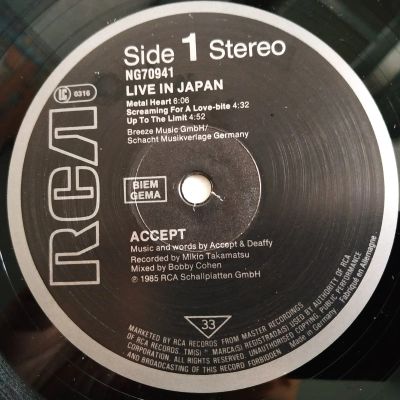 Side 1 Stereo
NG70941
LC 0316
LIVE IN JAPAN
Metal Heart 6:06
Screaming For A Love-bite 4:32
Up To The Limit 4:52
Breeze Music GmbH/
Schacht Musikverlage Germany
RCA
BIEM
GEMA
ACCEPT
Music and words by Accept & Deaffy
Recorded by Mikio Takamatsu
Mixed by Bobby Cohen
℗ 1985 RCA Schallplatten GmbH
33
MARKETED BY RCA RECORDS FROM MASTER RECORDINGS
OF RCA RECORDS. TM(S) ® MARCA(S) REGISTRADA(S) USED BY AUTHORITY OF RCA
CORPORATION. ALL RIGHTS RESERVED. UNAUTHORISED COPYING, PUBLIC PERFORMANCE
AND BROADCASTING OF THIS RECORD FORBIDDEN
Made in Germany
Fabriqué en Allemagne